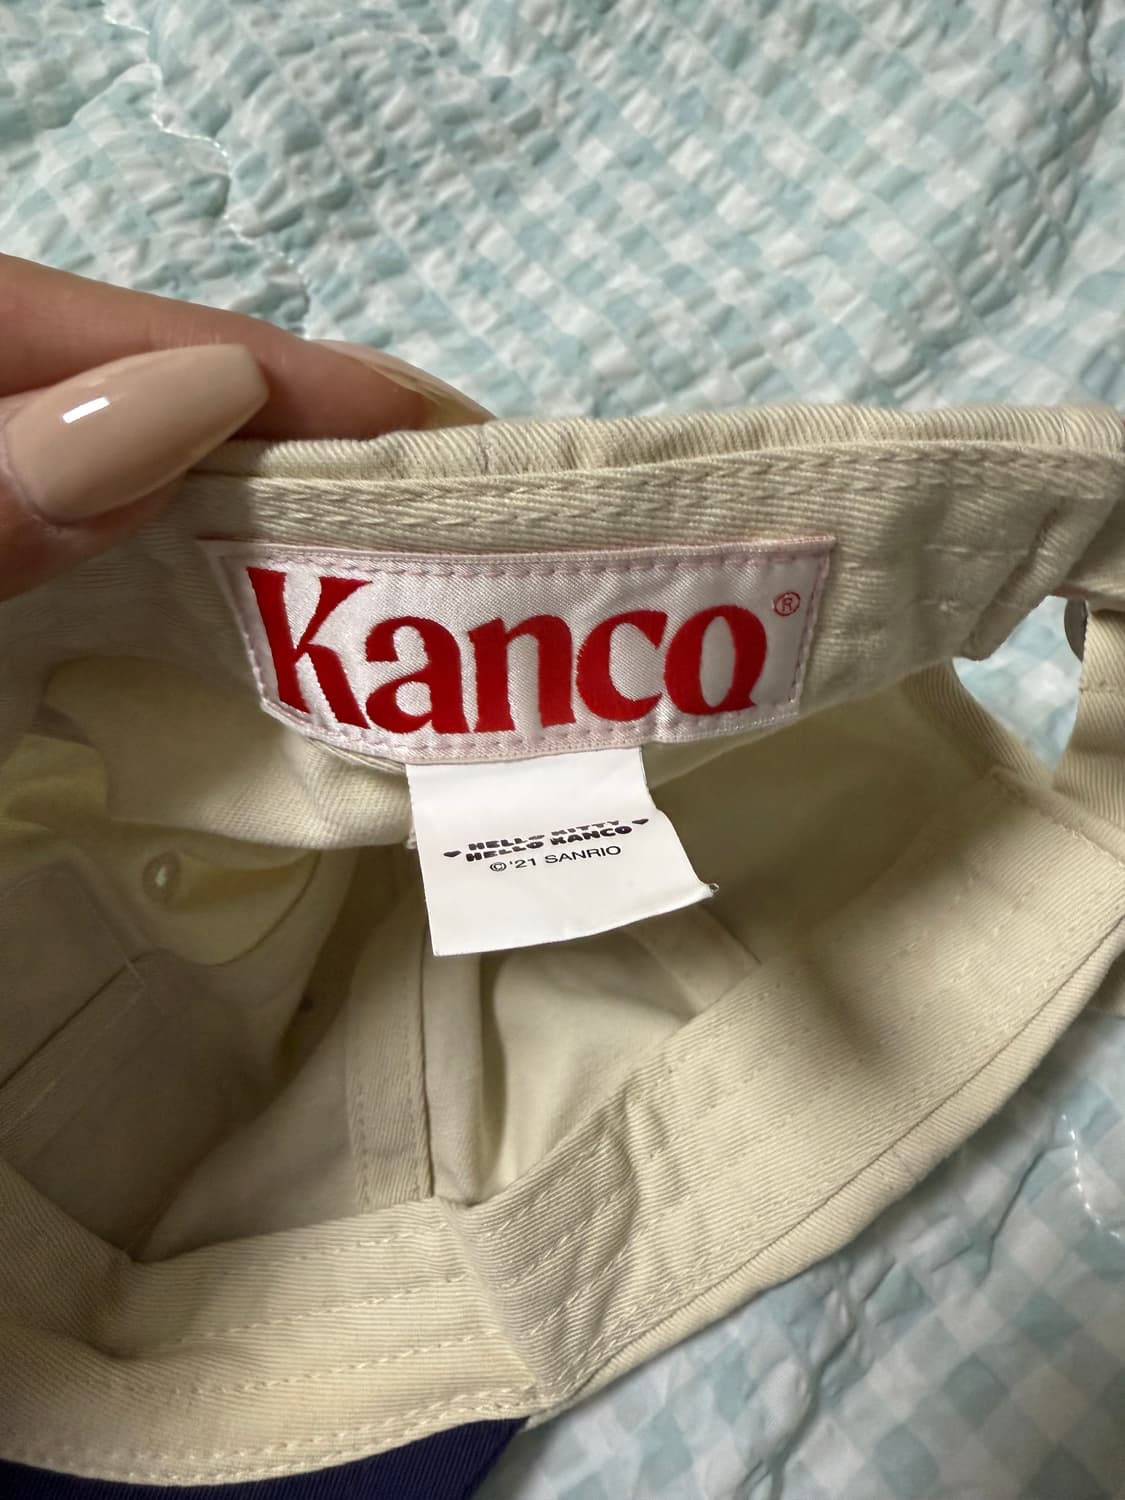 Kanco®
HELLO KITTY
♥ HELLO KANCO ♥
©'21 SANRIO